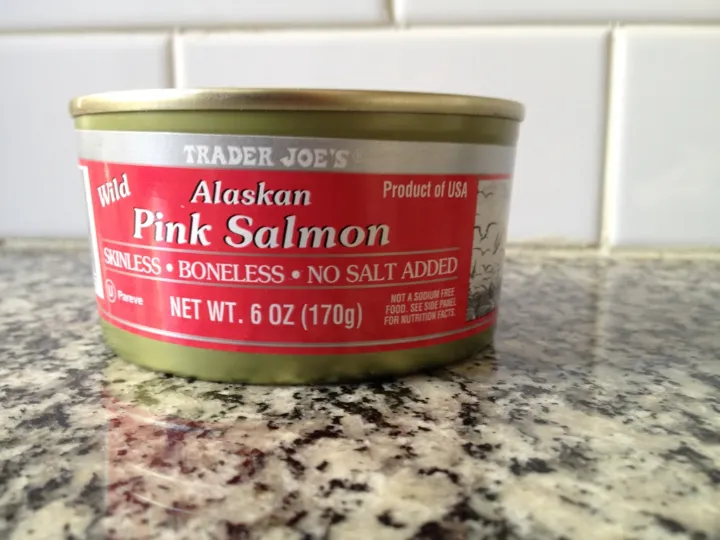 TRADER JOE'S
Wild
Alaskan
Product of USA
Pink Salmon
SKINLESS • BONELESS • NO SALT ADDED
U Pareve
NET WT. 6 OZ (170g)
NOT A SODIUM FREE
FOOD. SEE SIDE PANEL
FOR NUTRITION FACTS.